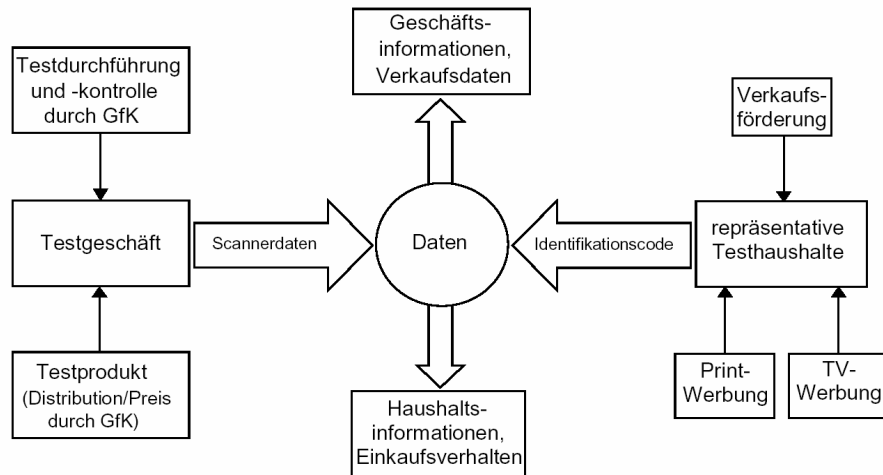 Geschäfts-
informationen,
Verkaufsdaten
Testdurchführung
und -kontrolle
durch GfK
Verkaufs-
förderung
Testgeschäft
Scannerdaten
Daten
Identifikationscode
repräsentative
Testhaushalte
Testprodukt
(Distribution/Preis
durch GfK)
Haushalts-
informationen,
Einkaufsverhalten
Print-
Werbung
TV-
Werbung